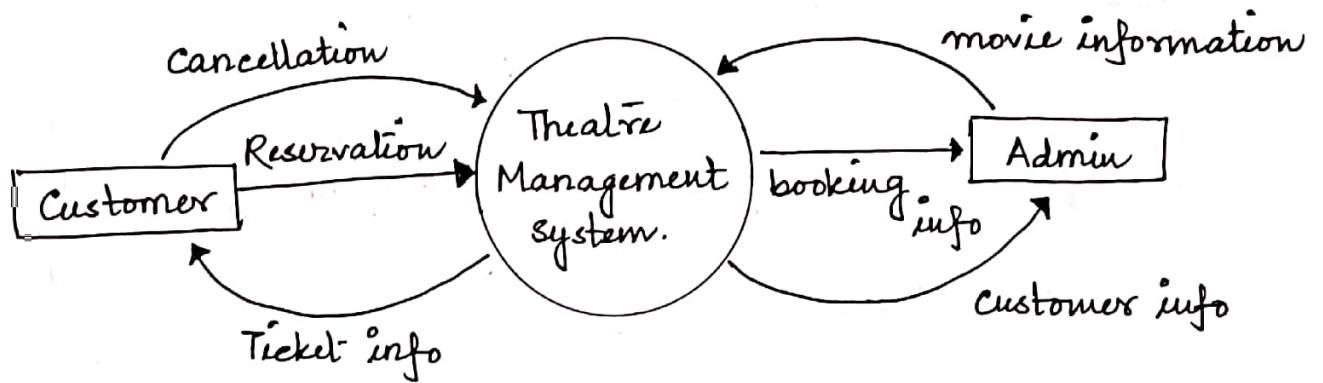 Cancellation
movie information
Reservation
Theatre
Management
system.
Customer
Admin
booking
info
Ticket info
Customer info